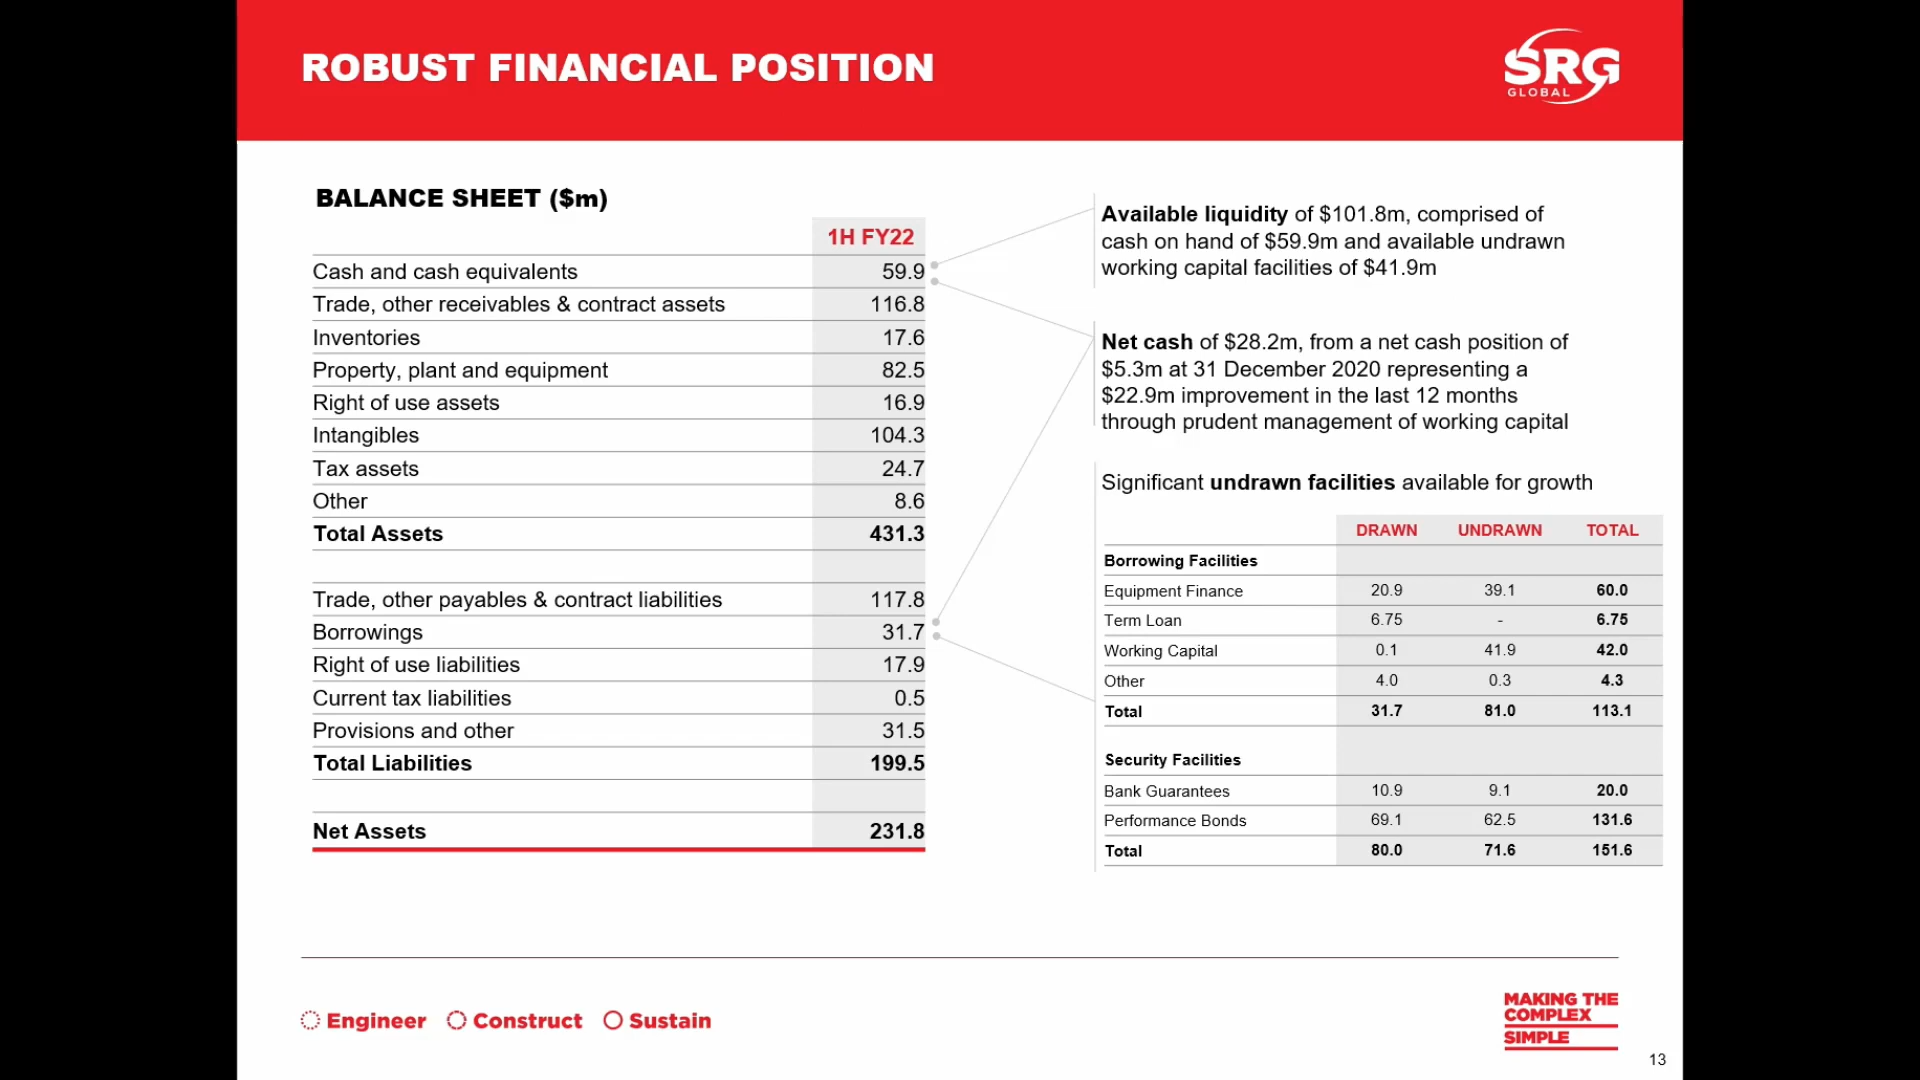 ROBUST FINANCIAL POSITION
SRG
GLOBAL
BALANCE SHEET ($m)
1H FY22
Cash and cash equivalents 59.9
Trade, other receivables & contract assets 116.8
Inventories 17.6
Property, plant and equipment 82.5
Right of use assets 16.9
Intangibles 104.3
Tax assets 24.7
Other 8.6
Total Assets 431.3
Trade, other payables & contract liabilities 117.8
Borrowings 31.7
Right of use liabilities 17.9
Current tax liabilities 0.5
Provisions and other 31.5
Total Liabilities 199.5
Net Assets 231.8
Available liquidity of $101.8m, comprised of
cash on hand of $59.9m and available undrawn
working capital facilities of $41.9m
Net cash of $28.2m, from a net cash position of
$5.3m at 31 December 2020 representing a
$22.9m improvement in the last 12 months
through prudent management of working capital
Significant undrawn facilities available for growth
DRAWN UNDRAWN TOTAL
Borrowing Facilities
Equipment Finance 20.9 39.1 60.0
Term Loan 6.75 - 6.75
Working Capital 0.1 41.9 42.0
Other 4.0 0.3 4.3
Total 31.7 81.0 113.1
Security Facilities
Bank Guarantees 10.9 9.1 20.0
Performance Bonds 69.1 62.5 131.6
Total 80.0 71.6 151.6
Engineer Construct Sustain
MAKING THE
COMPLEX
SIMPLE
13